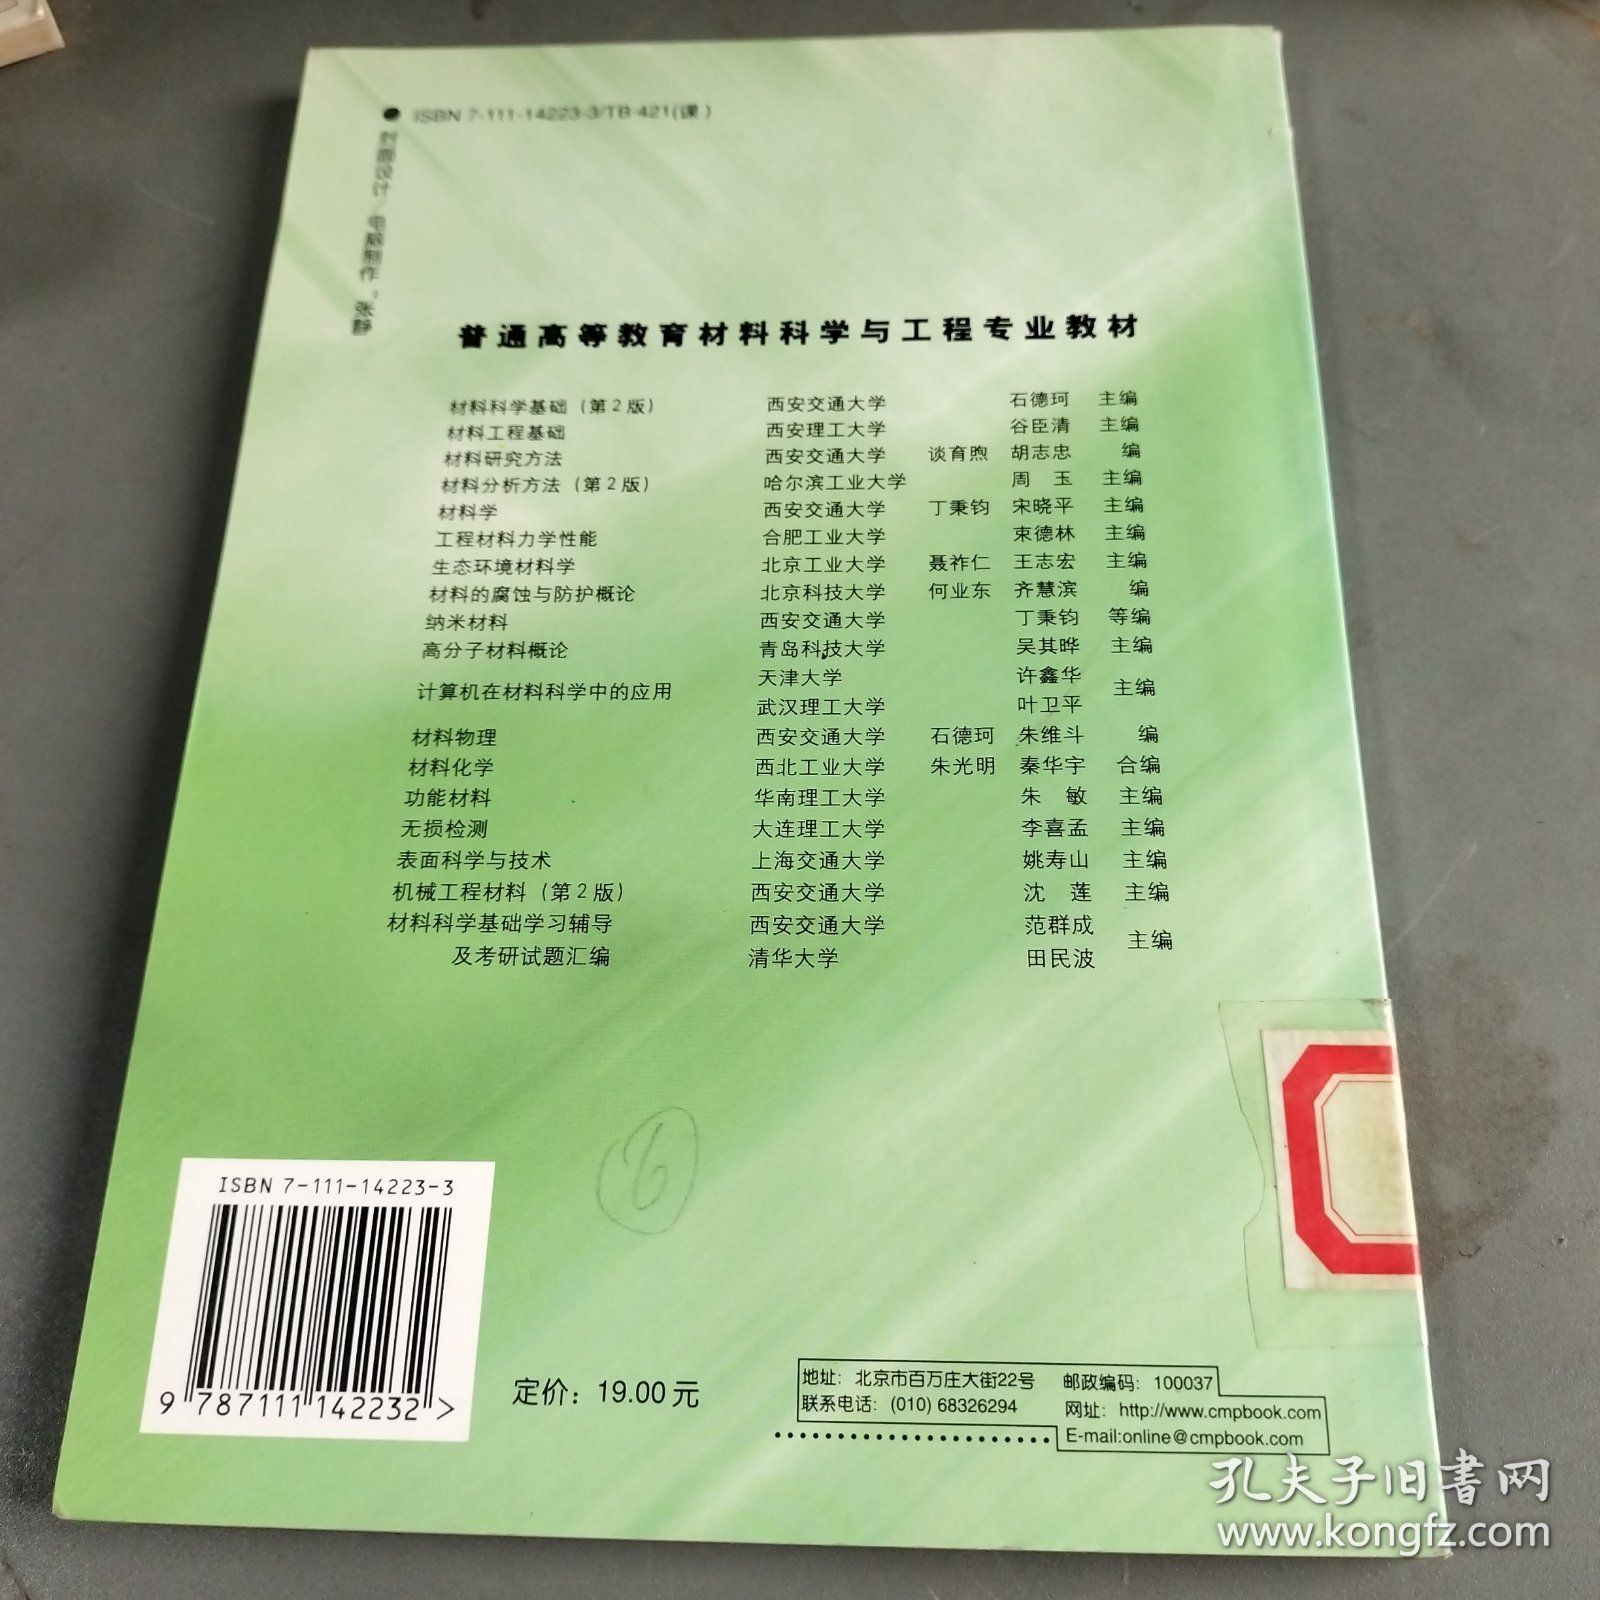 ISBN 7-111-14223-3/TB·421(课)
封面设计/电脑制作：张静
普通高等教育材料科学与工程专业教材
材料科学基础（第2版） 西安交通大学 石德珂 主编
材料工程基础 西安理工大学 谷臣清 主编
材料研究方法 西安交通大学 谈育煦 胡志忠 编
材料分析方法（第2版） 哈尔滨工业大学 周 玉 主编
材料学 西安交通大学 丁秉钧 宋晓平 主编
工程材料力学性能 合肥工业大学 束德林 主编
生态环境材料学 北京工业大学 聂祚仁 王志宏 主编
材料的腐蚀与防护概论 北京科技大学 何业东 齐慧滨 编
纳米材料 西安交通大学 丁秉钧 等编
高分子材料概论 青岛科技大学 吴其晔 主编
计算机在材料科学中的应用 天津大学 许鑫华 主编
武汉理工大学 叶卫平
材料物理 西安交通大学 石德珂 朱维斗 编
材料化学 西北工业大学 朱光明 秦华宇 合编
功能材料 华南理工大学 朱 敏 主编
无损检测 大连理工大学 李喜孟 主编
表面科学与技术 上海交通大学 姚寿山 主编
机械工程材料（第2版） 西安交通大学 沈 莲 主编
材料科学基础学习辅导 西安交通大学 范群成 主编
及考研试题汇编 清华大学 田民波
6
ISBN 7-111-14223-3
9 787111 142232 >
定价：19.00元
地址：北京市百万庄大街22号 邮政编码：100037
联系电话：(010) 68326294 网址：http://www.cmpbook.com
E-mail:online@cmpbook.com
孔夫子旧书网
www.kongfz.com